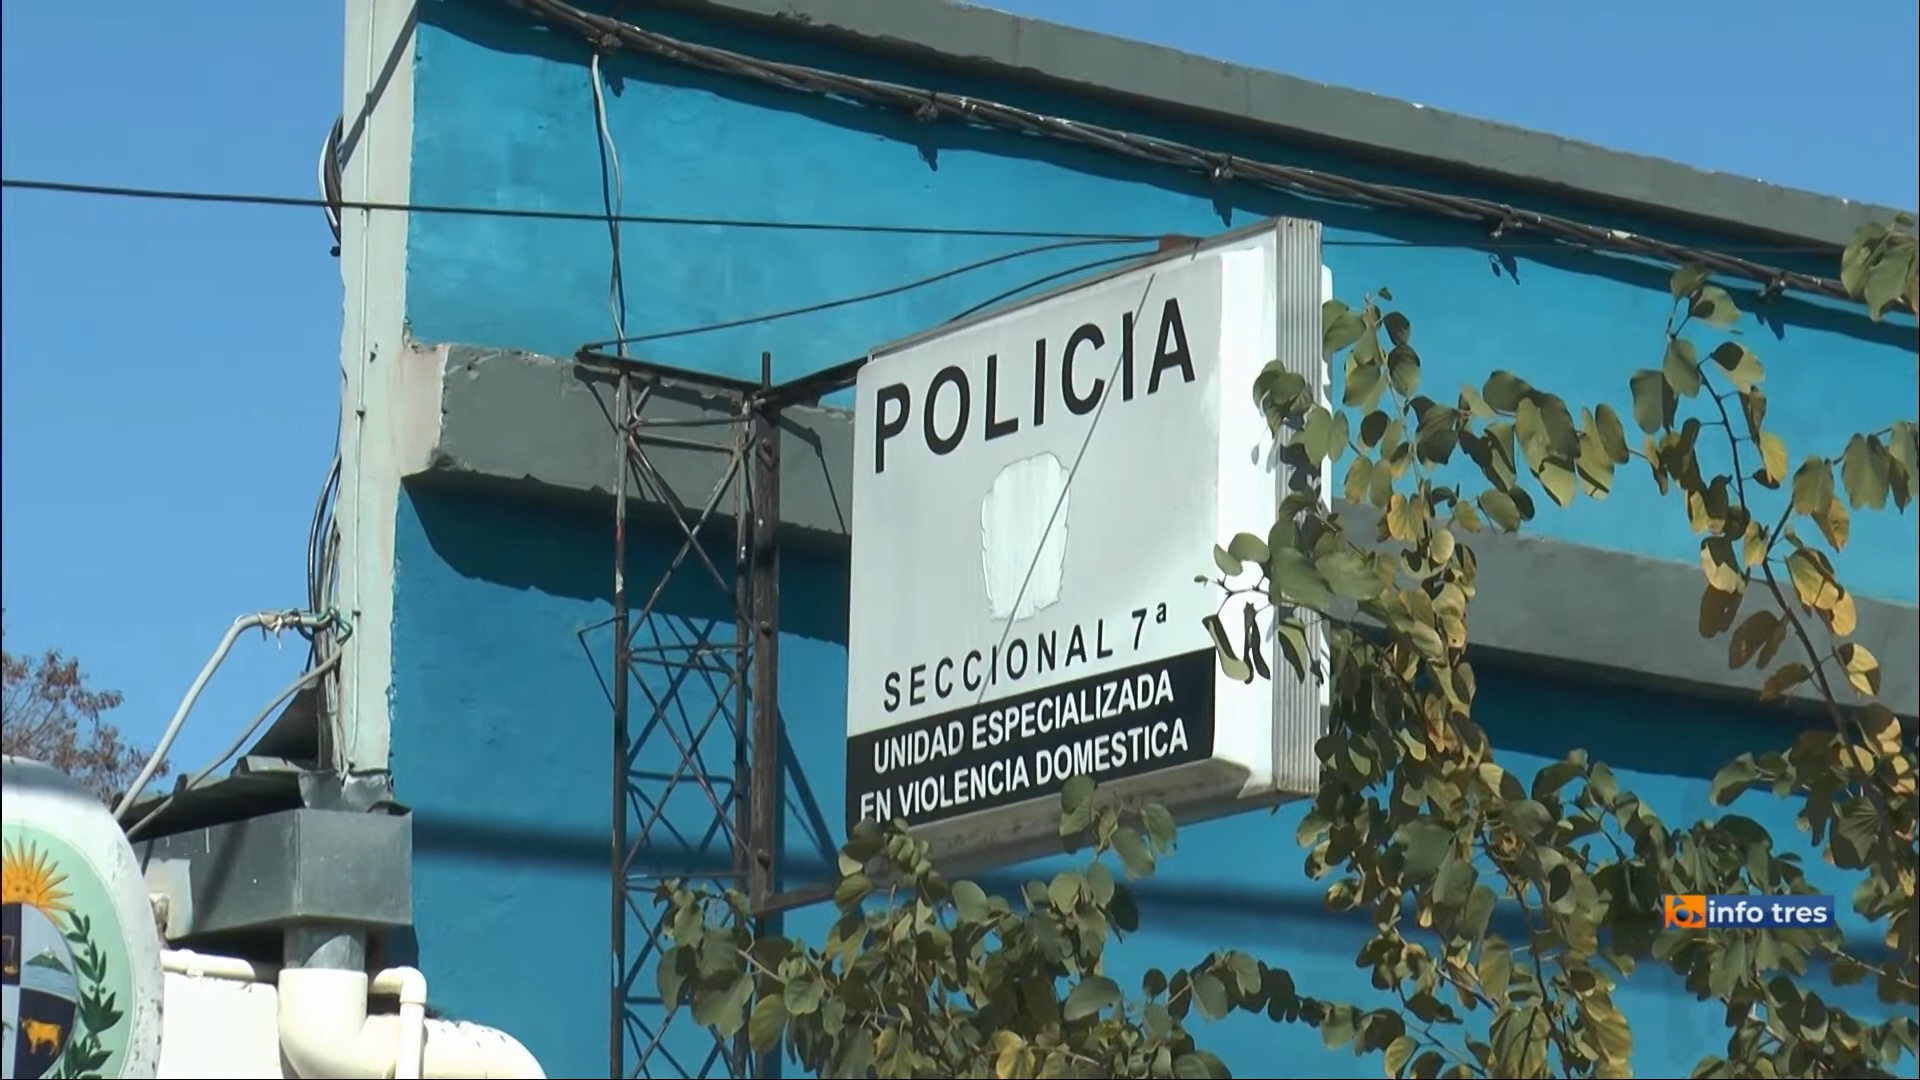 POLICIA
SECCIONAL 7ª
UNIDAD ESPECIALIZADA
EN VIOLENCIA DOMESTICA
info tres